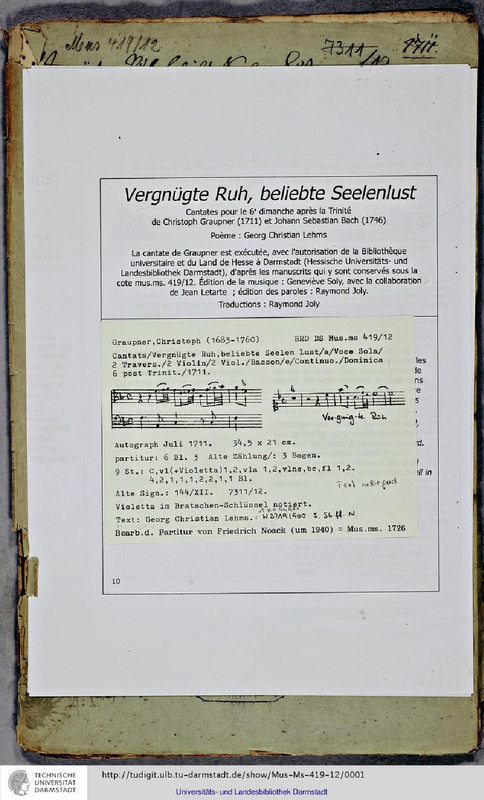 Mus 419/12
7311/12
Vergnügte Ruh, beliebte Seelenlust
Cantates pour le 6e dimanche après la Trinité
de Christoph Graupner (1711) et Johann Sebastian Bach (1746)
Poème : Georg Christian Lehms
La cantate de Graupner est exécutée, avec l'autorisation de la Bibliothèque
universitaire et du Land de Hesse à Darmstadt (Hessische Universitäts- und
Landesbibliothek Darmstadt), d'après les manuscrits qui y sont conservés sous la
cote mus.ms. 419/12. Édition de la musique : Geneviève Soly, avec la collaboration
de Jean Letarte ; édition des paroles : Raymond Joly.
Traductions : Raymond Joly
Graupner,Christoph (1683-1760) BRD DS Mus.ms 419/12
Cantata/Vergnügte Ruh,beliebte Seelen Lust/a/Voce Sola/
2 Travers./2 Violin/2 Viol./Basson/e/Continuo./Dominica
6 post Trinit./1711.
Vergnüg-te Ruh
Autograph Juli 1711. 34,5 x 21 cm.
partitur: 6 Bl. 3 Alte Zählung/: 3 Bogen.
9 St.: C,vl(+Violetta)1,2,vla 1,2,vlne,bc,fl 1,2.
4,2,1,1,1,2,2,1,1 Bl.
Alte Sign.: 144/XII. 7311/12.
Violetta im Bratschen-Schlüssel notiert.
Text: Georg Christian Lehms.:
Bearb.d. Partitur von Friedrich Noack (um 1940) = Mus.ms. 1726
10
TECHNISCHE
UNIVERSITÄT
DARMSTADT
http://tudigit.ulb.tu-darmstadt.de/show/Mus-Ms-419-12/0001
Universitäts- und Landesbibliothek Darmstadt